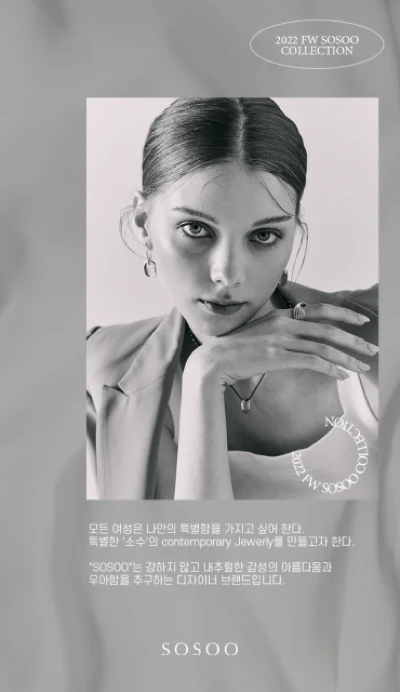 2022 FW SOSOO
COLLECTION
2022 FW SOSOO COLLECTION
모든 여성은 나만의 특별함을 가지고 싶어 한다.
특별한 '소수'의 contemporary Jewerly를 만들고자 한다.
"SOSOO"는 강하지 않고 내추럴한 감성의 아름다움과
우아함을 추구하는 디자이너 브랜드입니다.
SOSOO